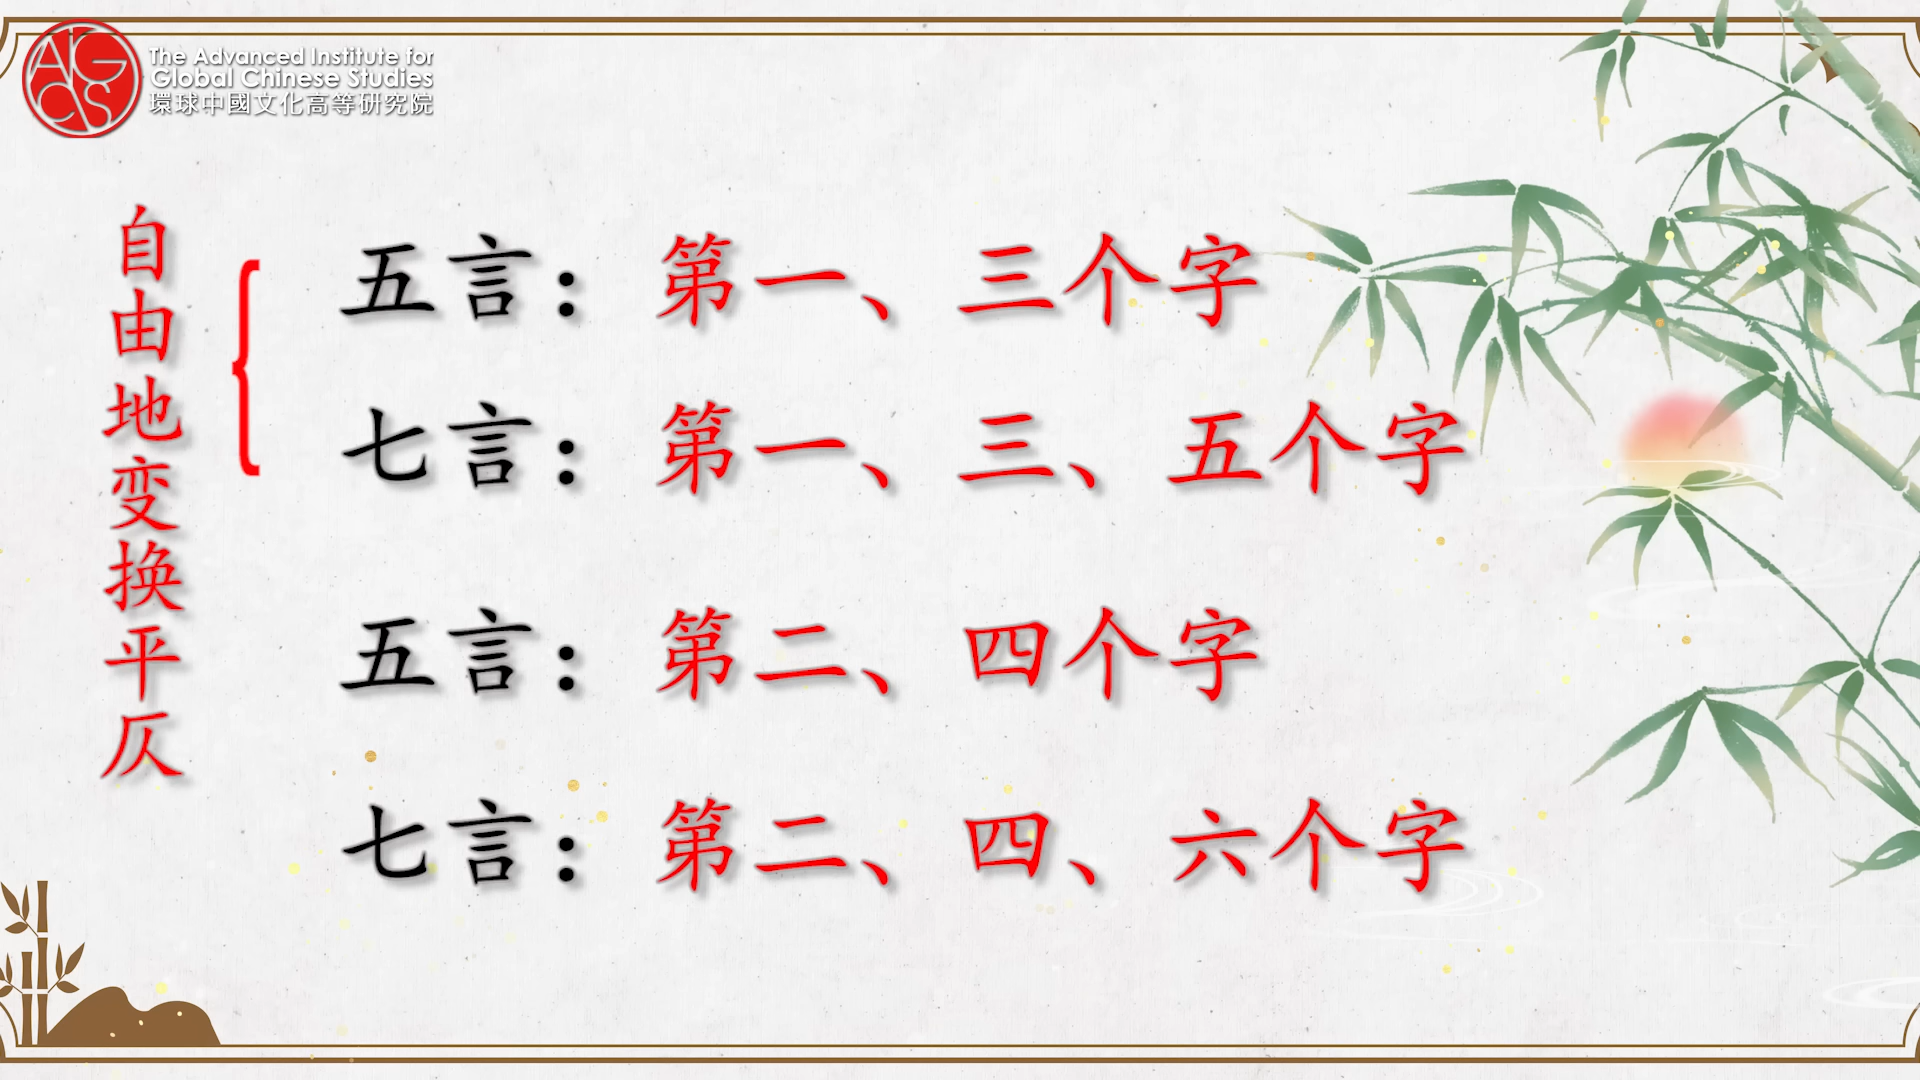 The Advanced Institute for
Global Chinese Studies
環球中國文化高等研究院
AIGCS
自由地变换平仄
五言：第一、三个字
七言：第一、三、五个字
五言：第二、四个字
七言：第二、四、六个字